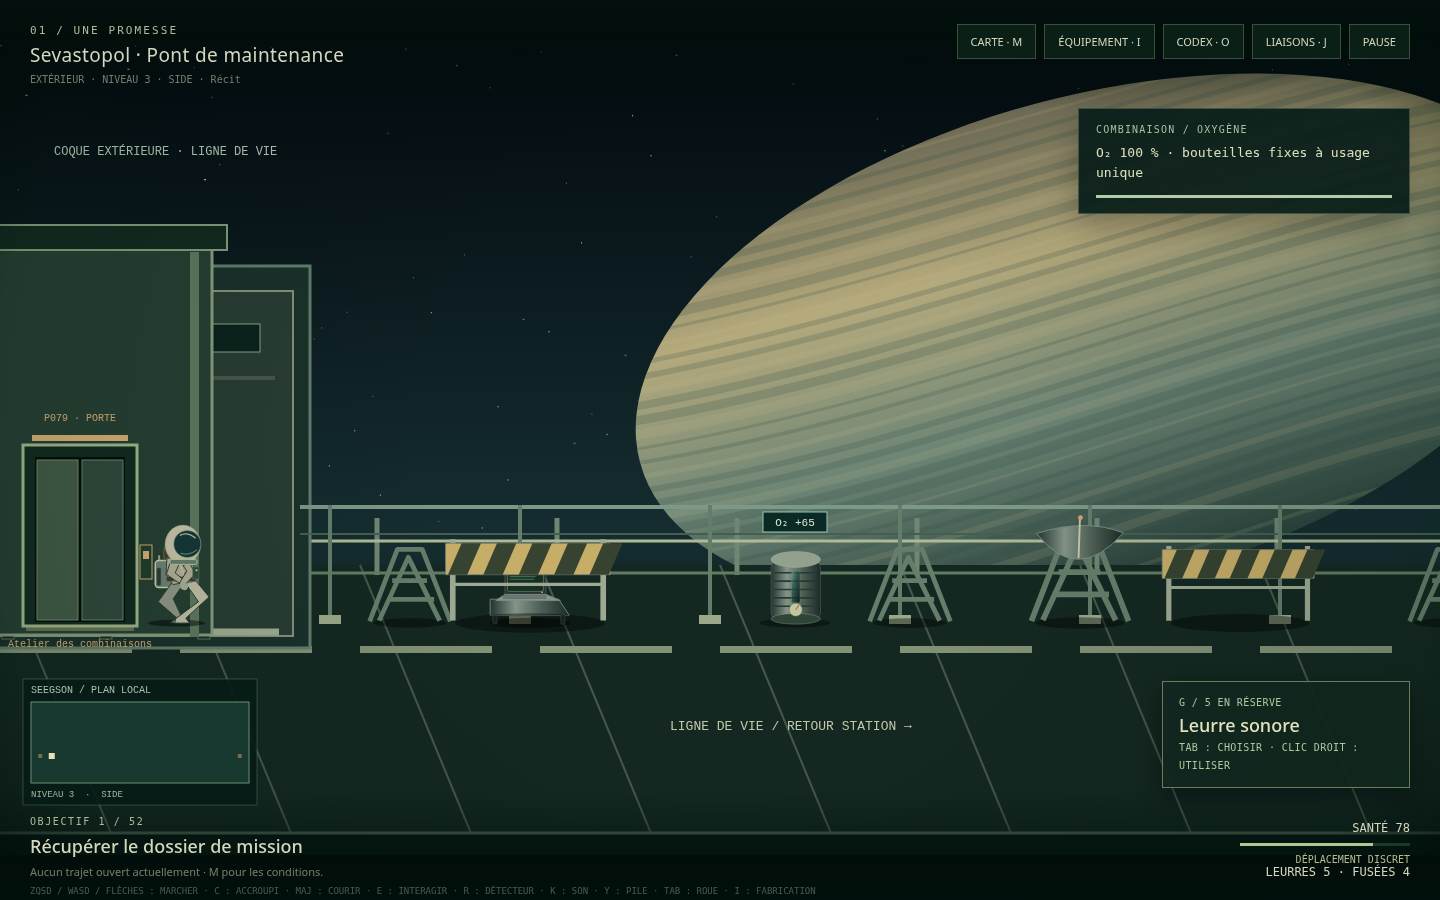 01 / UNE PROMESSE
Sevastopol · Pont de maintenance
EXTÉRIEUR · NIVEAU 3 · SIDE · Récit
CARTE · M
ÉQUIPEMENT · I
CODEX · O
LIAISONS · J
PAUSE
COMBINAISON / OXYGÈNE
O₂ 100 % · bouteilles fixes à usage
unique
COQUE EXTÉRIEURE · LIGNE DE VIE
P079 · PORTE
O₂ +65
Atelier des combinaisons
SEEGSON / PLAN LOCAL
NIVEAU 3 · SIDE
LIGNE DE VIE / RETOUR STATION →
G / 5 EN RÉSERVE
Leurre sonore
TAB : CHOISIR · CLIC DROIT :
UTILISER
OBJECTIF 1 / 52
Récupérer le dossier de mission
Aucun trajet ouvert actuellement · M pour les conditions.
ZQSD / WASD / FLÈCHES : MARCHER · C : ACCROUPI · MAJ : COURIR · E : INTERAGIR · R : DÉTECTEUR · K : SON · Y : PILE · TAB : ROUE · I : FABRICATION
SANTÉ 78
DÉPLACEMENT DISCRET
LEURRES 5 · FUSÉES 4